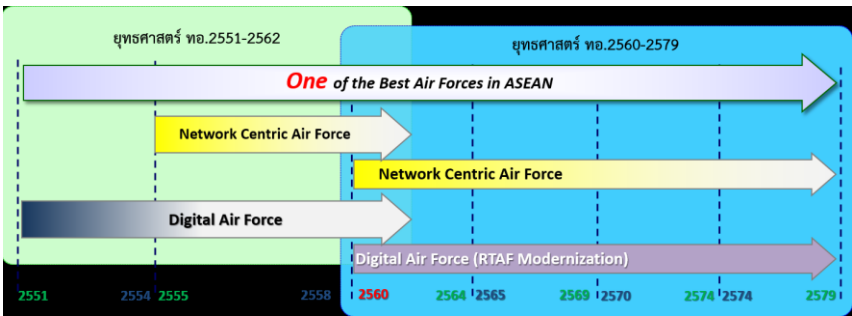 ยุทธศาสตร์ ทอ.2551-2562
ยุทธศาสตร์ ทอ.2560-2579
One of the Best Air Forces in ASEAN
Network Centric Air Force
Network Centric Air Force
Digital Air Force
Digital Air Force (RTAF Modernization)
2551 2554 2555 2558 2560 2564 2565 2569 2570 2574 2574 2579